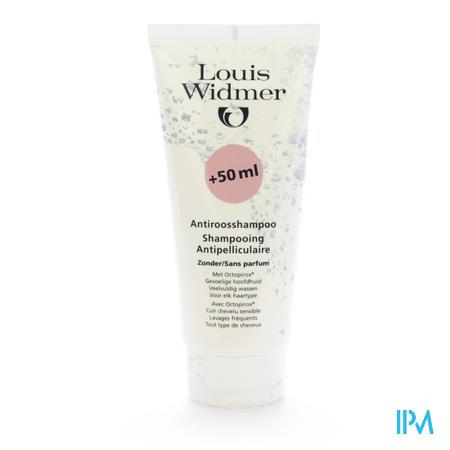 Louis
Widmer
+50 ml
Antiroosshampoo
Shampooing
Antipelliculaire
Zonder/Sans parfum
Met Octopirox®
Gevoelige hoofdhuid
Veelvuldig wassen
Voor elk haartype
Avec Octopirox®
Cuir chevelu sensible
Lavages fréquents
Tout type de cheveux
IPM